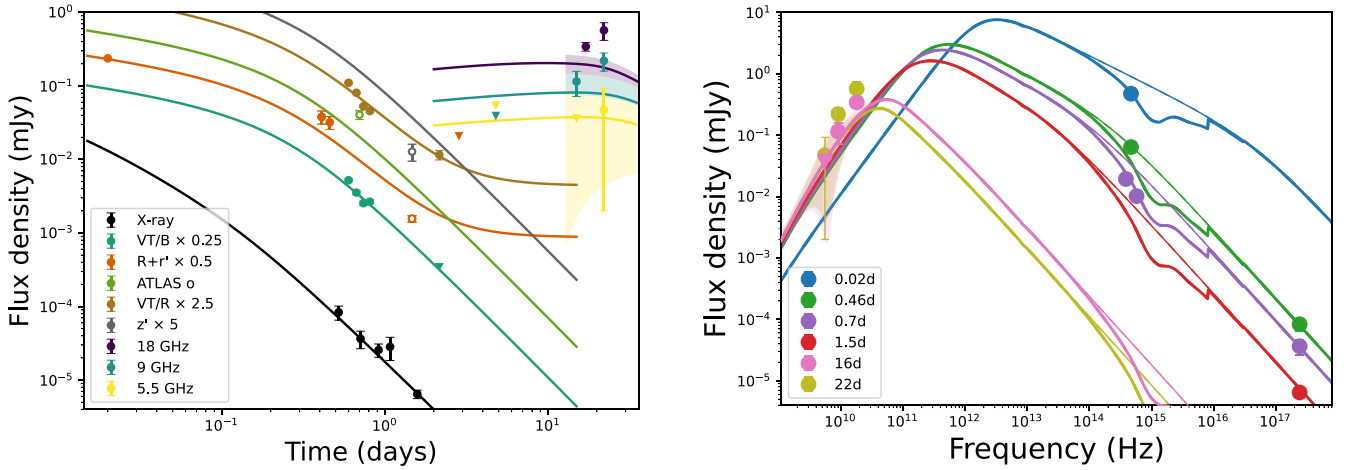 10⁰
10⁻¹
10⁻²
10⁻³
10⁻⁴
10⁻⁵
Flux density (mJy)
X-ray
VT/B × 0.25
R+r' × 0.5
ATLAS o
VT/R × 2.5
z' × 5
18 GHz
9 GHz
5.5 GHz
10⁻¹ 10⁰ 10¹
Time (days)
10¹
10⁰
10⁻¹
10⁻²
10⁻³
10⁻⁴
10⁻⁵
Flux density (mJy)
0.02d
0.46d
0.7d
1.5d
16d
22d
10¹⁰ 10¹¹ 10¹² 10¹³ 10¹⁴ 10¹⁵ 10¹⁶ 10¹⁷
Frequency (Hz)